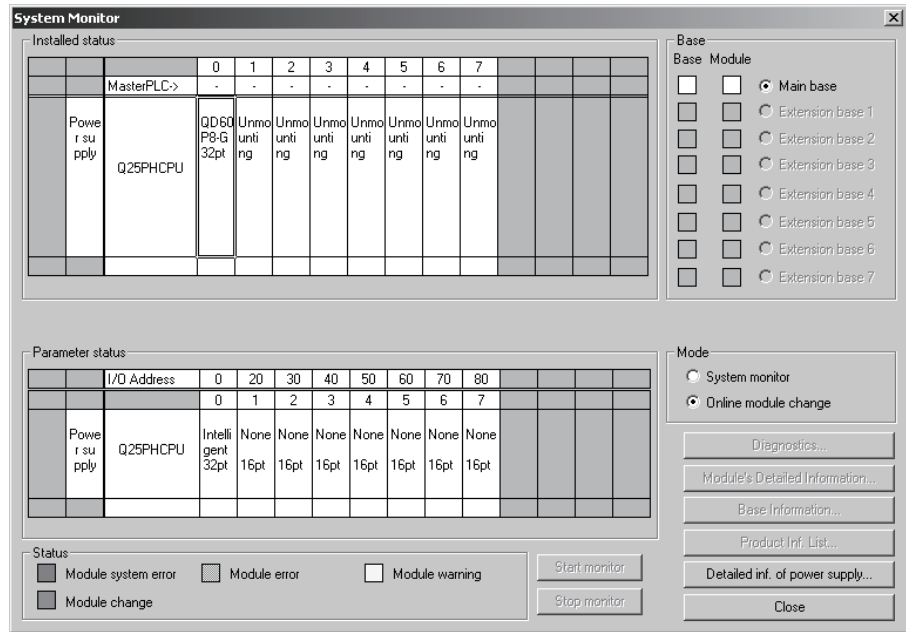 System Monitor
Installed status
0 1 2 3 4 5 6 7
MasterPLC-> - - - - - - - -
Powe
r su
pply
Q25PHCPU
QD60
P8-G
32pt
Unmo
unti
ng
Unmo
unti
ng
Unmo
unti
ng
Unmo
unti
ng
Unmo
unti
ng
Unmo
unti
ng
Unmo
unti
ng
Base
Base Module
Main base
Extension base 1
Extension base 2
Extension base 3
Extension base 4
Extension base 5
Extension base 6
Extension base 7
Parameter status
I/O Address 0 20 30 40 50 60 70 80
0 1 2 3 4 5 6 7
Powe
r su
pply
Q25PHCPU
Intelli
gent
32pt
None
16pt
None
16pt
None
16pt
None
16pt
None
16pt
None
16pt
None
16pt
Mode
System monitor
Online module change
Diagnostics...
Module's Detailed Information...
Base Information...
Product Inf. List...
Detailed inf. of power supply...
Close
Status
Module system error
Module error
Module warning
Module change
Start monitor
Stop monitor